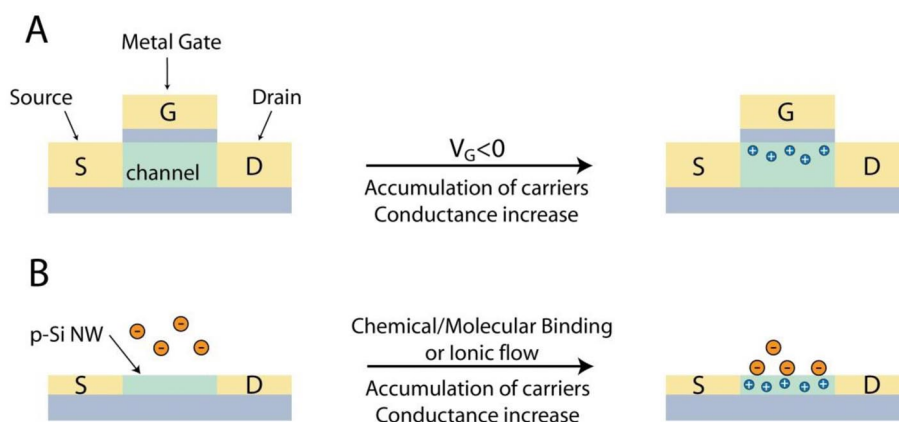 A
Metal Gate
Source
Drain
G
S
channel
D
V_G<0
Accumulation of carriers
Conductance increase
G
S
D
+ + + + +
B
p-Si NW
− − − −
S
D
Chemical/Molecular Binding
or Ionic flow
Accumulation of carriers
Conductance increase
− − − −
S
+ + + + +
D